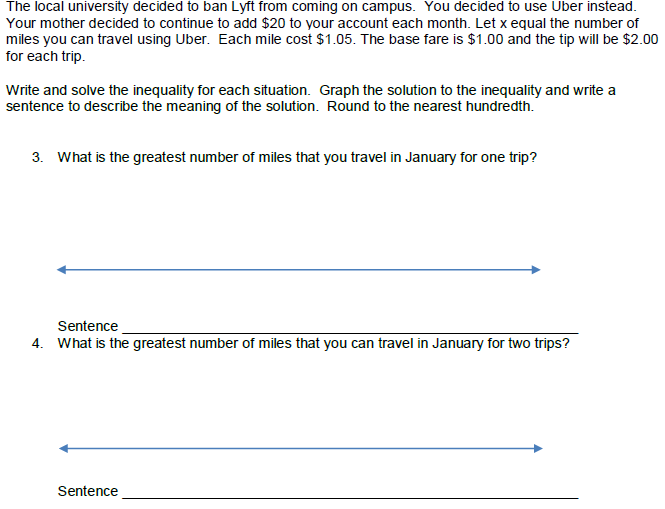 The local university decided to ban Lyft from coming on campus.  You decided to use Uber instead.
Your mother decided to continue to add $20 to your account each month. Let x equal the number of
miles you can travel using Uber.  Each mile cost $1.05. The base fare is $1.00 and the tip will be $2.00
for each trip.
Write and solve the inequality for each situation.  Graph the solution to the inequality and write a
sentence to describe the meaning of the solution.  Round to the nearest hundredth.
3. What is the greatest number of miles that you travel in January for one trip?
Sentence
4. What is the greatest number of miles that you can travel in January for two trips?
Sentence